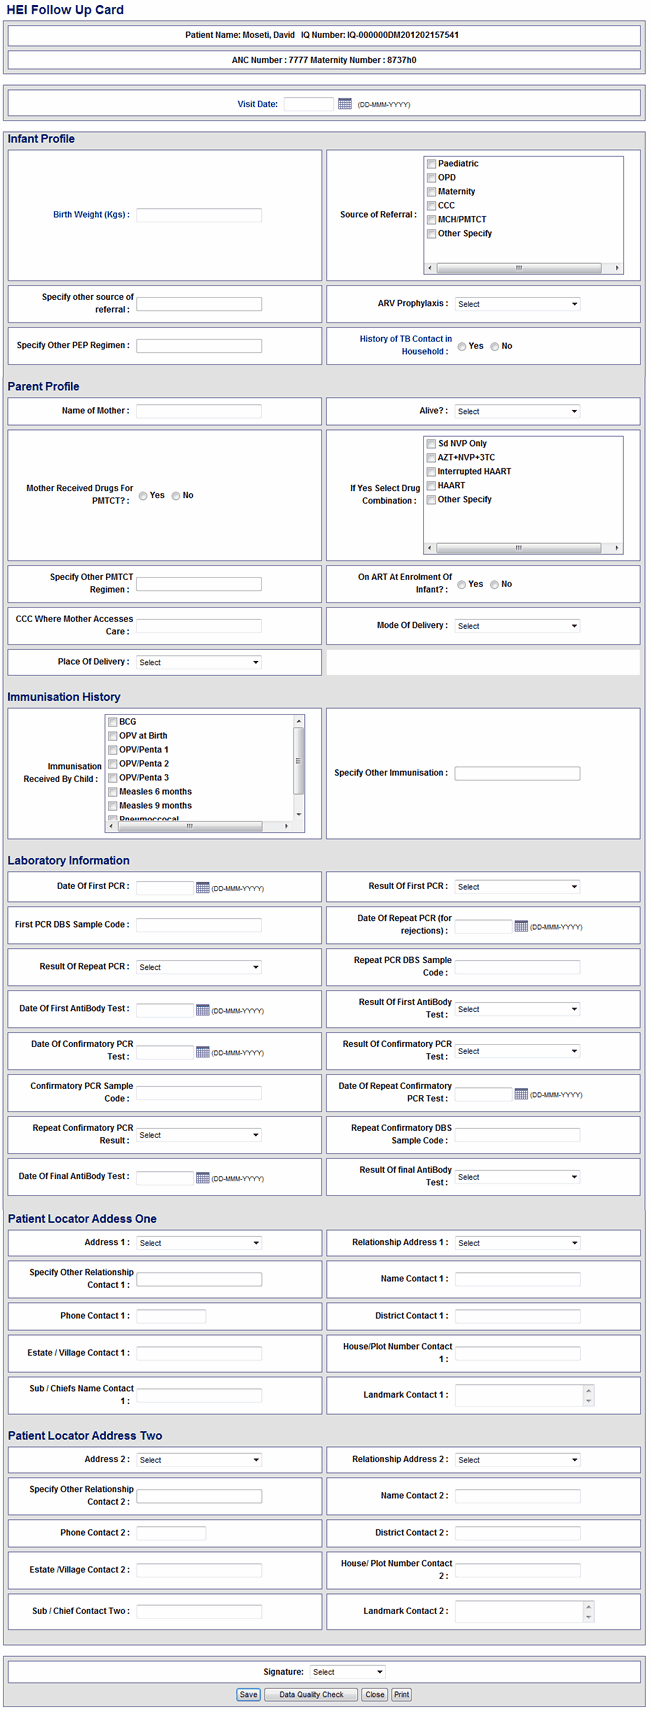 HEI Follow Up Card
Patient Name: Moseti, David IQ Number: IQ-000000DM201202157541
ANC Number : 7777 Maternity Number : 8737h0
Visit Date: (DD-MMM-YYYY)
Infant Profile
Birth Weight (Kgs) :
Source of Referral :
Paediatric
OPD
Maternity
CCC
MCH/PMTCT
Other Specify
Specify other source of
referral :
ARV Prophylaxis : Select
Specify Other PEP Regimen :
History of TB Contact in
Household : Yes No
Parent Profile
Name of Mother :
Alive? : Select
Mother Received Drugs For
PMTCT? : Yes No
If Yes Select Drug
Combination :
Sd NVP Only
AZT+NVP+3TC
Interrupted HAART
HAART
Other Specify
Specify Other PMTCT
Regimen :
On ART At Enrolment Of
Infant? : Yes No
CCC Where Mother Accesses
Care :
Mode Of Delivery : Select
Place Of Delivery : Select
Immunisation History
Immunisation
Received By Child :
BCG
OPV at Birth
OPV/Penta 1
OPV/Penta 2
OPV/Penta 3
Measles 6 months
Measles 9 months
Pneumoccocal
Specify Other Immunisation :
Laboratory Information
Date Of First PCR : (DD-MMM-YYYY)
Result Of First PCR : Select
First PCR DBS Sample Code :
Date Of Repeat PCR (for
rejections) : (DD-MMM-YYYY)
Result Of Repeat PCR : Select
Repeat PCR DBS Sample
Code :
Date Of First AntiBody Test : (DD-MMM-YYYY)
Result Of First AntiBody
Test : Select
Date Of Confirmatory PCR
Test : (DD-MMM-YYYY)
Result Of Confirmatory PCR
Test : Select
Confirmatory PCR Sample
Code :
Date Of Repeat Confirmatory
PCR Test : (DD-MMM-YYYY)
Repeat Confirmatory PCR
Result : Select
Repeat Confirmatory DBS
Sample Code :
Date Of Final AntiBody Test : (DD-MMM-YYYY)
Result Of final AntiBody
Test : Select
Patient Locator Addess One
Address 1 : Select
Relationship Address 1 : Select
Specify Other Relationship
Contact 1 :
Name Contact 1 :
Phone Contact 1 :
District Contact 1 :
Estate / Village Contact 1 :
House/Plot Number Contact
1 :
Sub / Chiefs Name Contact
1 :
Landmark Contact 1 :
Patient Locator Address Two
Address 2 : Select
Relationship Address 2 : Select
Specify Other Relationship
Contact 2 :
Name Contact 2 :
Phone Contact 2 :
District Contact 2 :
Estate /Village Contact 2 :
House/ Plot Number Contact
2 :
Sub / Chief Contact Two :
Landmark Contact 2 :
Signature: Select
Save Data Quality Check Close Print